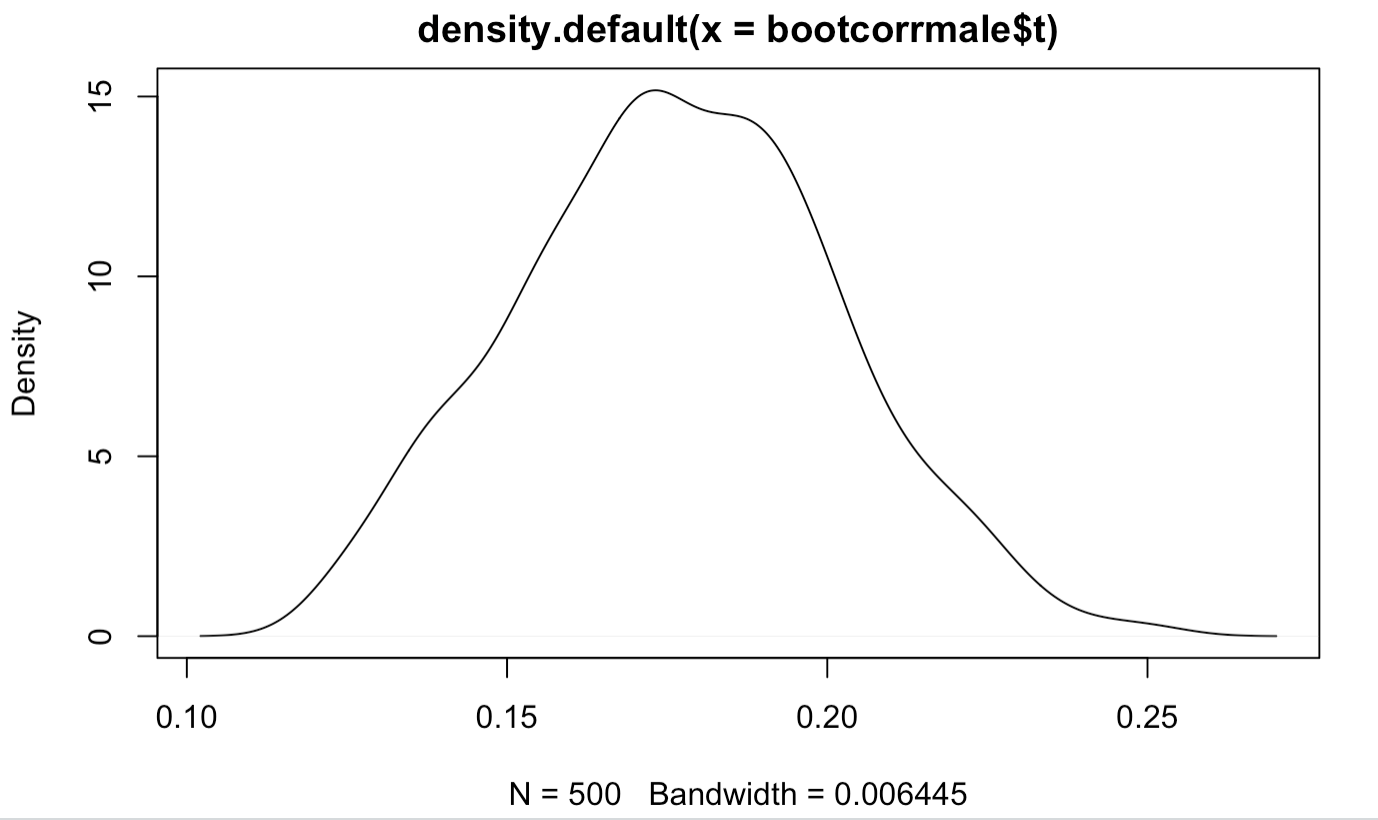 density.default(x = bootcorrmale$t)
Density
15
10
5
0
0.10 0.15 0.20 0.25
N = 500 Bandwidth = 0.006445